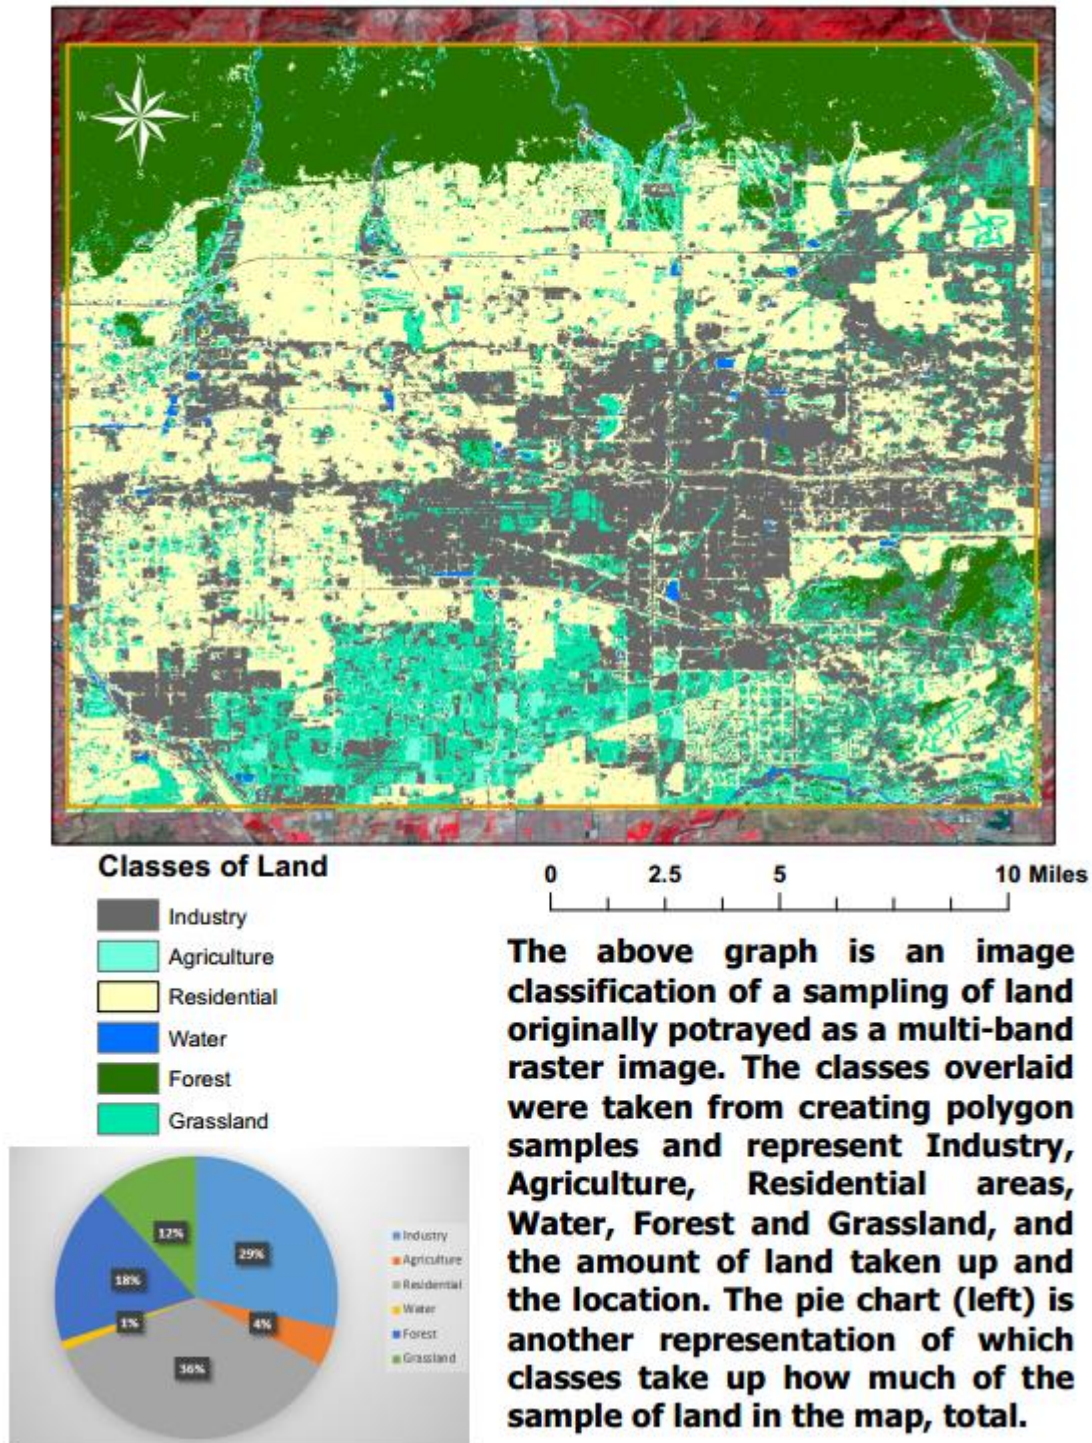 N
W E
S
Classes of Land
Industry
Agriculture
Residential
Water
Forest
Grassland
0 2.5 5 10 Miles
The above graph is an image
classification of a sampling of land
originally potrayed as a multi-band
raster image. The classes overlaid
were taken from creating polygon
samples and represent Industry,
Agriculture, Residential areas,
Water, Forest and Grassland, and
the amount of land taken up and
the location. The pie chart (left) is
another representation of which
classes take up how much of the
sample of land in the map, total.
12%
29%
18%
1%
4%
36%
Industry
Agriculture
Residential
Water
Forest
Grassland